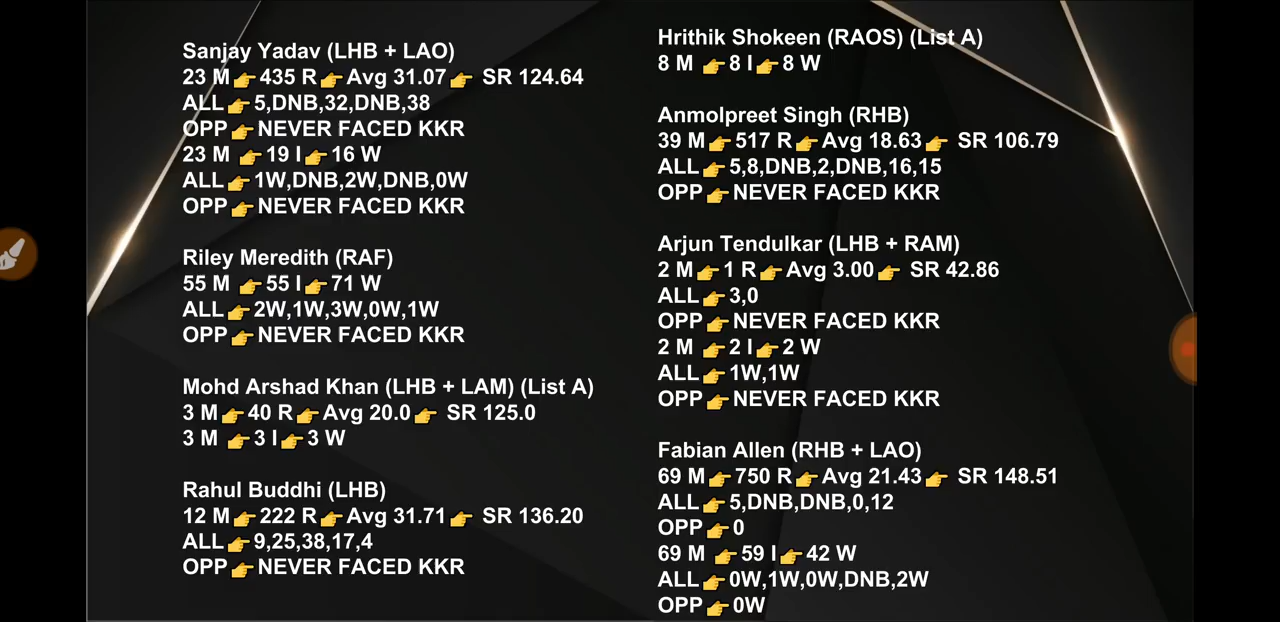 Sanjay Yadav (LHB + LAO)
23 M👉435 R👉Avg 31.07👉 SR 124.64
ALL👉5,DNB,32,DNB,38
OPP👉NEVER FACED KKR
23 M 👉19 I👉16 W
ALL👉1W,DNB,2W,DNB,0W
OPP👉NEVER FACED KKR
Riley Meredith (RAF)
55 M 👉55 I👉71 W
ALL👉2W,1W,3W,0W,1W
OPP👉NEVER FACED KKR
Mohd Arshad Khan (LHB + LAM) (List A)
3 M👉40 R👉Avg 20.0👉 SR 125.0
3 M 👉3 I👉3 W
Rahul Buddhi (LHB)
12 M👉222 R👉Avg 31.71👉 SR 136.20
ALL👉9,25,38,17,4
OPP👉NEVER FACED KKR
Hrithik Shokeen (RAOS) (List A)
8 M 👉8 I👉8 W
Anmolpreet Singh (RHB)
39 M👉517 R👉Avg 18.63👉 SR 106.79
ALL👉5,8,DNB,2,DNB,16,15
OPP👉NEVER FACED KKR
Arjun Tendulkar (LHB + RAM)
2 M👉1 R👉Avg 3.00👉 SR 42.86
ALL👉3,0
OPP👉NEVER FACED KKR
2 M 👉2 I👉2 W
ALL👉1W,1W
OPP👉NEVER FACED KKR
Fabian Allen (RHB + LAO)
69 M👉750 R👉Avg 21.43👉 SR 148.51
ALL👉5,DNB,DNB,0,12
OPP👉0
69 M 👉59 I👉42 W
ALL👉0W,1W,0W,DNB,2W
OPP👉0W